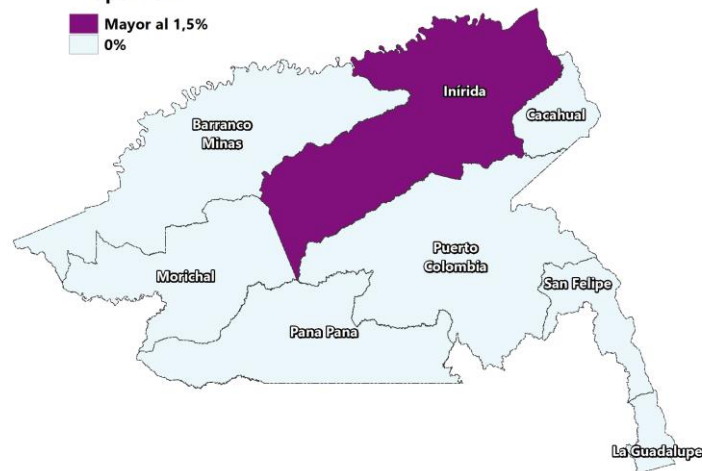 Mayor al 1,5%
0%
Inírida
Cacahual
Barranco
Minas
Puerto
Colombia
Morichal
San Felipe
Pana Pana
La Guadalupe